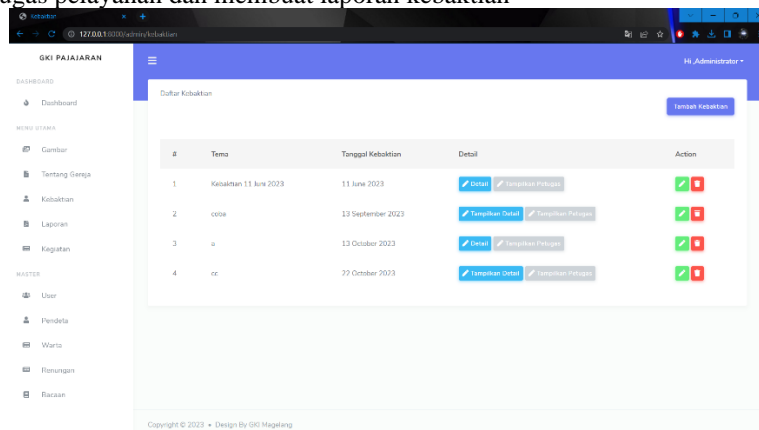 ugas pelayanan dan membuat laporan kebaktian
Kebaktian
127.0.0.1:8000/admin/kebaktian
GKI PAJAJARAN
Hi ,Administrator
DASHBOARD
Dashboard
MENU UTAMA
Gambar
Tentang Gereja
Kebaktian
Laporan
Kegiatan
MASTER
User
Pendeta
Warta
Renungan
Bacaan
Daftar Kebaktian
Tambah Kebaktian
# Tema Tanggal Kebaktian Detail Action
1 Kebaktian 11 Juni 2023 11 June 2023 Detail Tampilkan Petugas
2 coba 13 September 2023 Tampilkan Detail Tampilkan Petugas
3 a 13 October 2023 Detail Tampilkan Petugas
4 cc 22 October 2023 Tampilkan Detail Tampilkan Petugas
Copyright © 2023 • Design By GKI Magelang